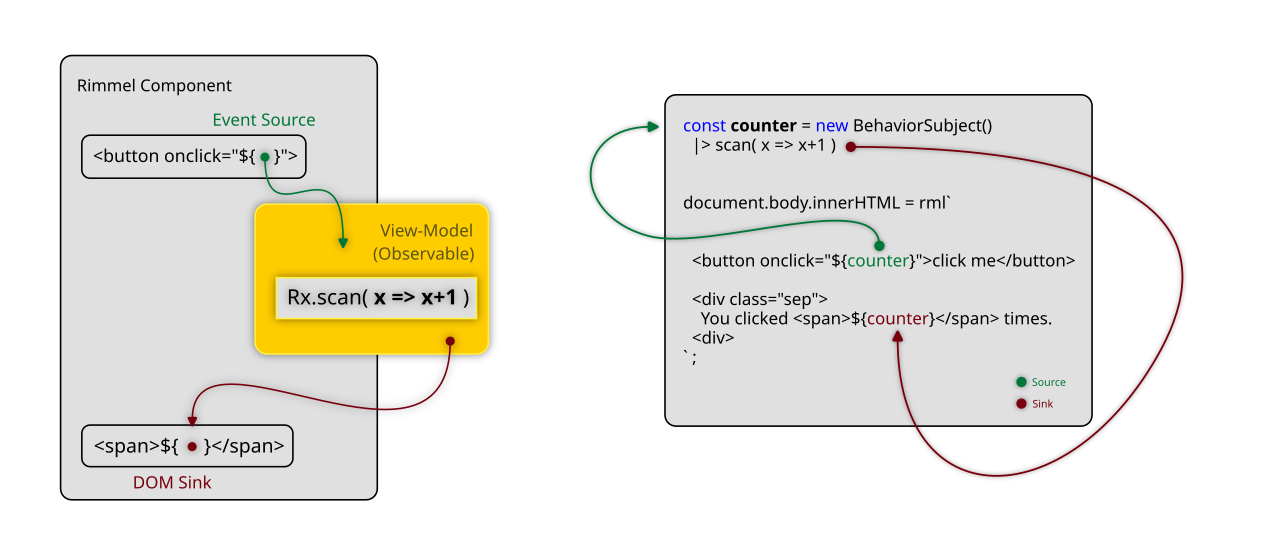 Rimmel Component
Event Source
<button onclick="${ }">
View-Model
(Observable)
Rx.scan( x => x+1 )
<span>${ }</span>
DOM Sink
const counter = new BehaviorSubject()
|> scan( x => x+1 )
document.body.innerHTML = rml`
<button onclick="${counter}">click me</button>
<div class="sep">
You clicked <span>${counter}</span> times.
<div>
` ;
Source
Sink